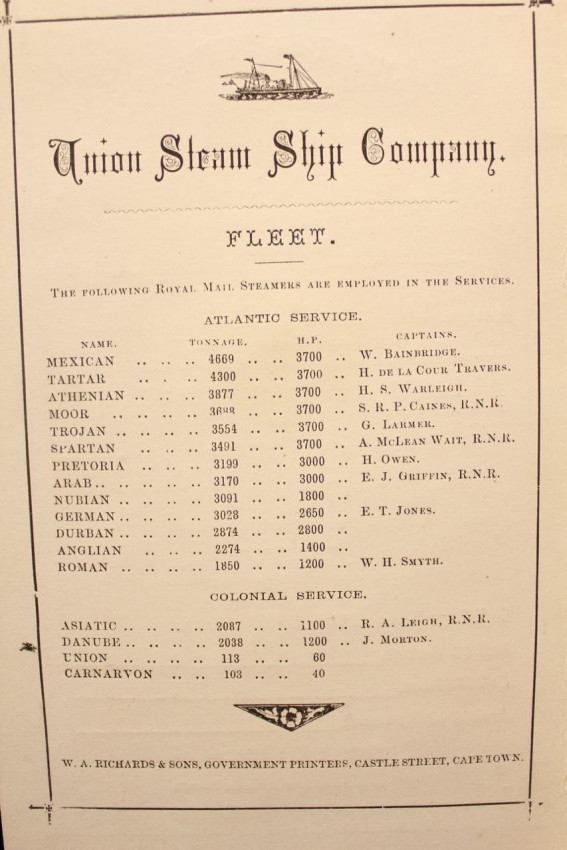 Union Steam Ship Company.
FLEET.
THE FOLLOWING ROYAL MAIL STEAMERS ARE EMPLOYED IN THE SERVICES.
ATLANTIC SERVICE.
NAME. TONNAGE. H.P. CAPTAINS.
MEXICAN .. .. .. 4669 .. .. 3700 .. W. BAINBRIDGE.
TARTAR .. . .. 4300 .. .. 3700 .. H. DE LA COUR TRAVERS.
ATHENIAN .. .. .. 3877 .. .. 3700 .. H. S. WARLEIGH.
MOOR .. .. .. .. .. .. 3700 .. S. R. P. CAINES, R.N.R
TROJAN .. .. .. .. 3554 .. .. 3700 .. G. LARMER.
SPARTAN .. .. .. 3491 .. .. 3700 .. A. MCLEAN WAIT, R.N.R.
PRETORIA .. .. .. 3199 .. .. 3000 .. H. OWEN.
ARAB .. .. .. .. 3170 .. .. 3000 .. E. J. GRIFFIN, R.N.R.
NUBIAN .. .. .. .. 3091 .. .. 1800 ..
GERMAN .. .. .. .. 3028 .. .. 2650 .. E. T. JONES.
DURBAN .. .. .. .. 2874 .. .. 2800 ..
ANGLIAN .. .. .. 2274 .. .. 1400 ..
ROMAN .. .. .. .. 1850 .. .. 1200 .. W. H. SMYTH.
COLONIAL SERVICE.
ASIATIC .. .. .. .. 2087 .. .. 1100 .. R. A. LEIGH, R.N.R.
DANUBE .. .. .. .. 2038 .. .. 1200 .. J. MORTON.
UNION .. .. .. .. 113 .. .. 60
CARNARVON .. .. 103 .. .. 40
W. A. RICHARDS & SONS, GOVERNMENT PRINTERS, CASTLE STREET, CAPE TOWN.